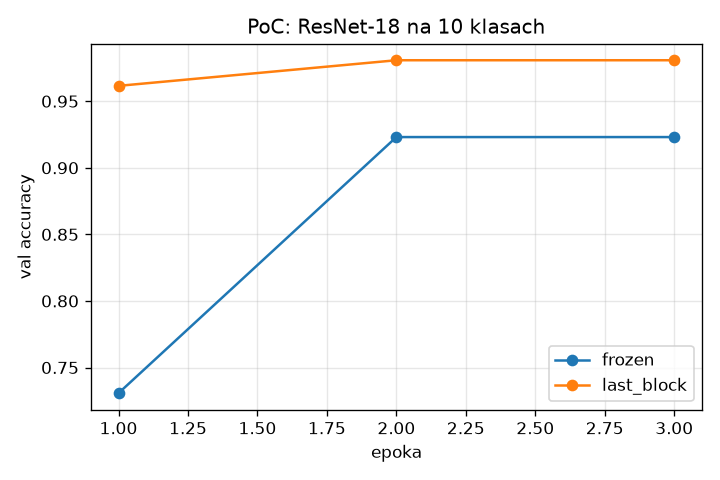 PoC: ResNet-18 na 10 klasach
val accuracy
0.95
0.90
0.85
0.80
0.75
frozen
last_block
1.00 1.25 1.50 1.75 2.00 2.25 2.50 2.75 3.00
epoka